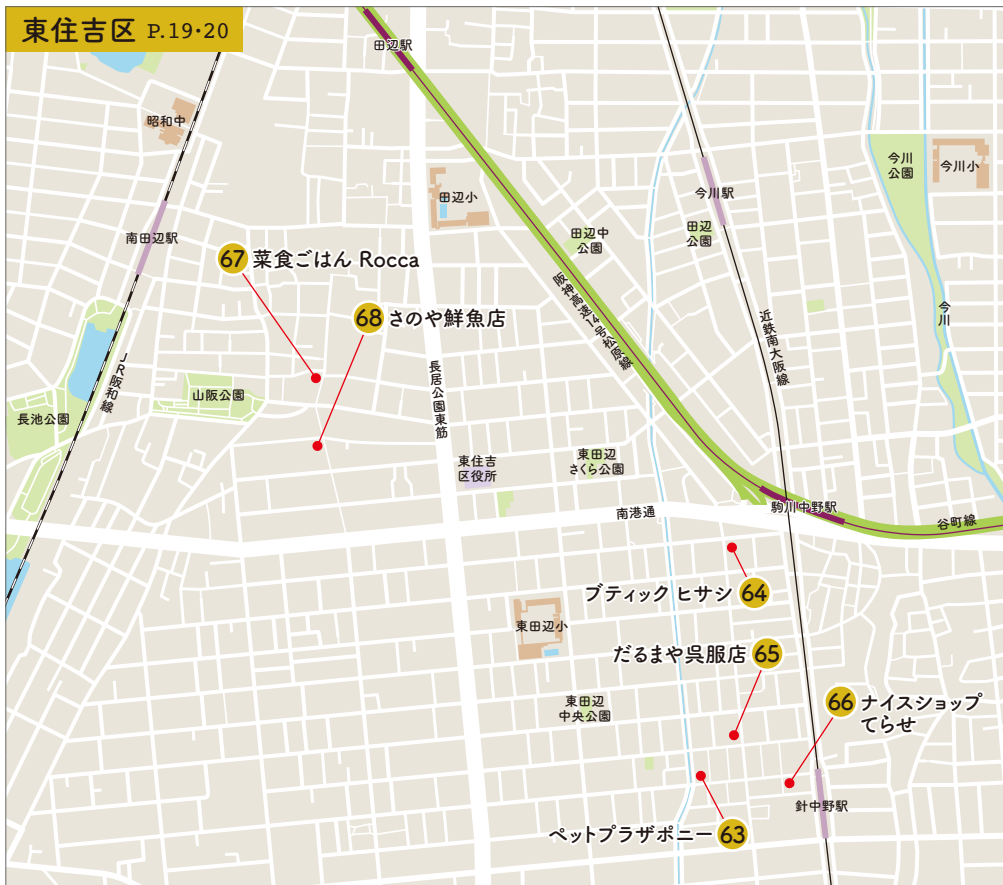 東住吉区 P.19・20
田辺駅
昭和中
今川
公園
今川小
田辺小
今川駅
南田辺駅
田辺中
公園
田辺
公園
67 菜食ごはん Rocca
阪神高速14号松原線
今川
68 さのや鮮魚店
近鉄南大阪線
JR阪和線
長居公園東筋
山阪公園
長池公園
東住吉
区役所
東田辺
さくら公園
南港通
駒川中野駅
谷町線
ブティック ヒサシ 64
東田辺小
だるまや呉服店 65
66 ナイスショップ
てらせ
東田辺
中央公園
針中野駅
ペットプラザポニー 63